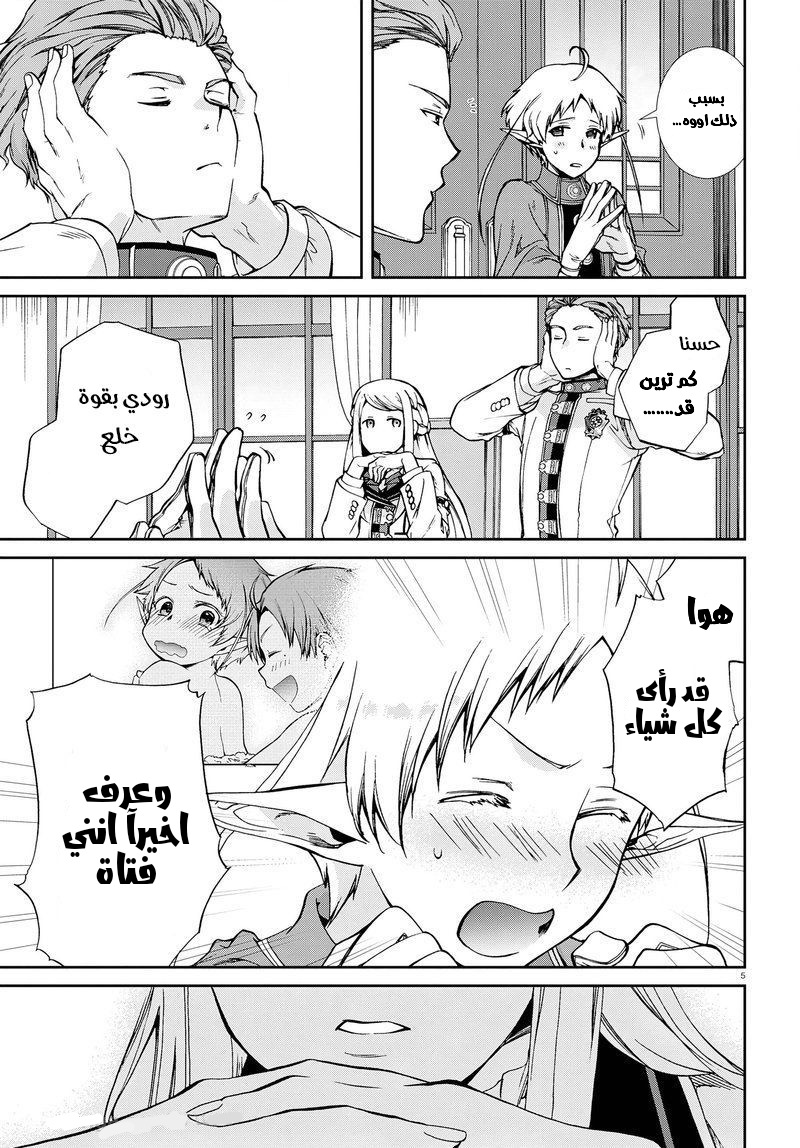 بسبب
ذلك اووه...
حسنا
كم ترين
قد........
رودي بقوة
خلع
هوا
قد رأى
كل شياء
وعرف
اخيرآ انني
فتاة
5